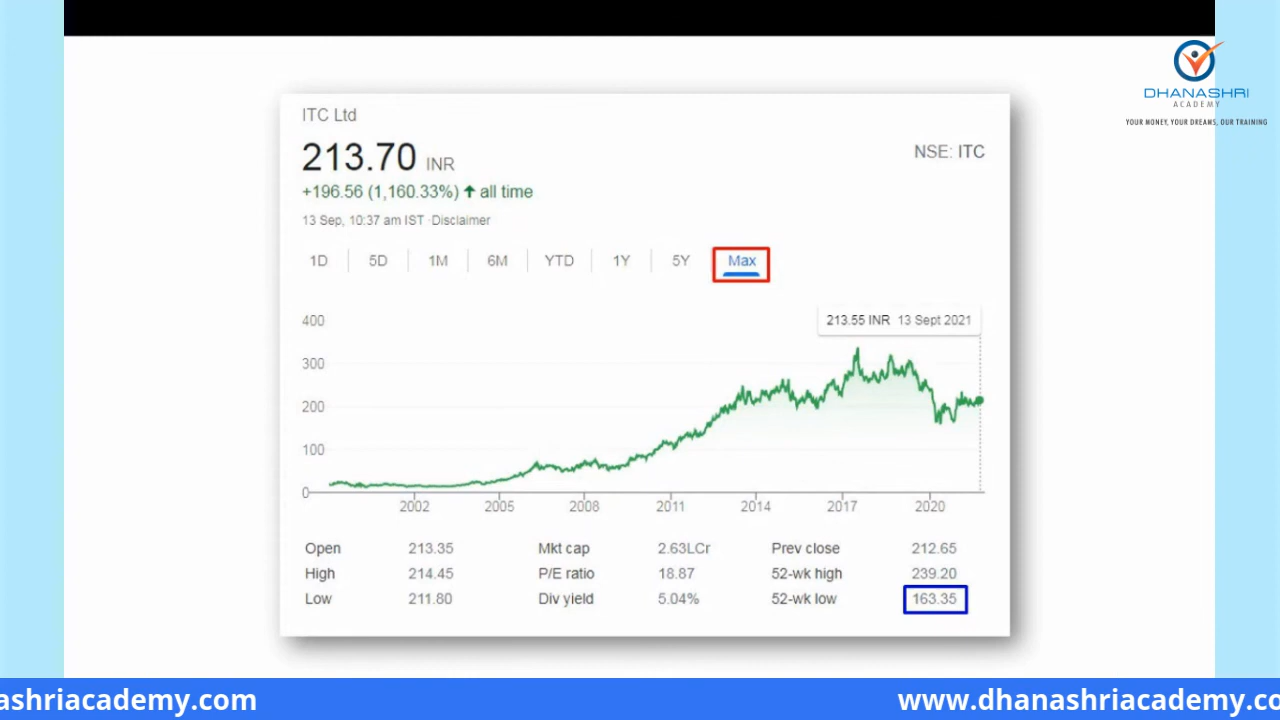 DHANASHRI
ACADEMY
YOUR MONEY, YOUR DREAMS, OUR TRAINING
ITC Ltd
213.70 INR
NSE: ITC
+196.56 (1,160.33%) ↑ all time
13 Sep, 10:37 am IST · Disclaimer
1D 5D 1M 6M YTD 1Y 5Y Max
213.55 INR 13 Sept 2021
400
300
200
100
0
2002 2005 2008 2011 2014 2017 2020
Open 213.35 Mkt cap 2.63LCr Prev close 212.65
High 214.45 P/E ratio 18.87 52-wk high 239.20
Low 211.80 Div yield 5.04% 52-wk low 163.35
ashriacademy.com www.dhanashriacademy.co